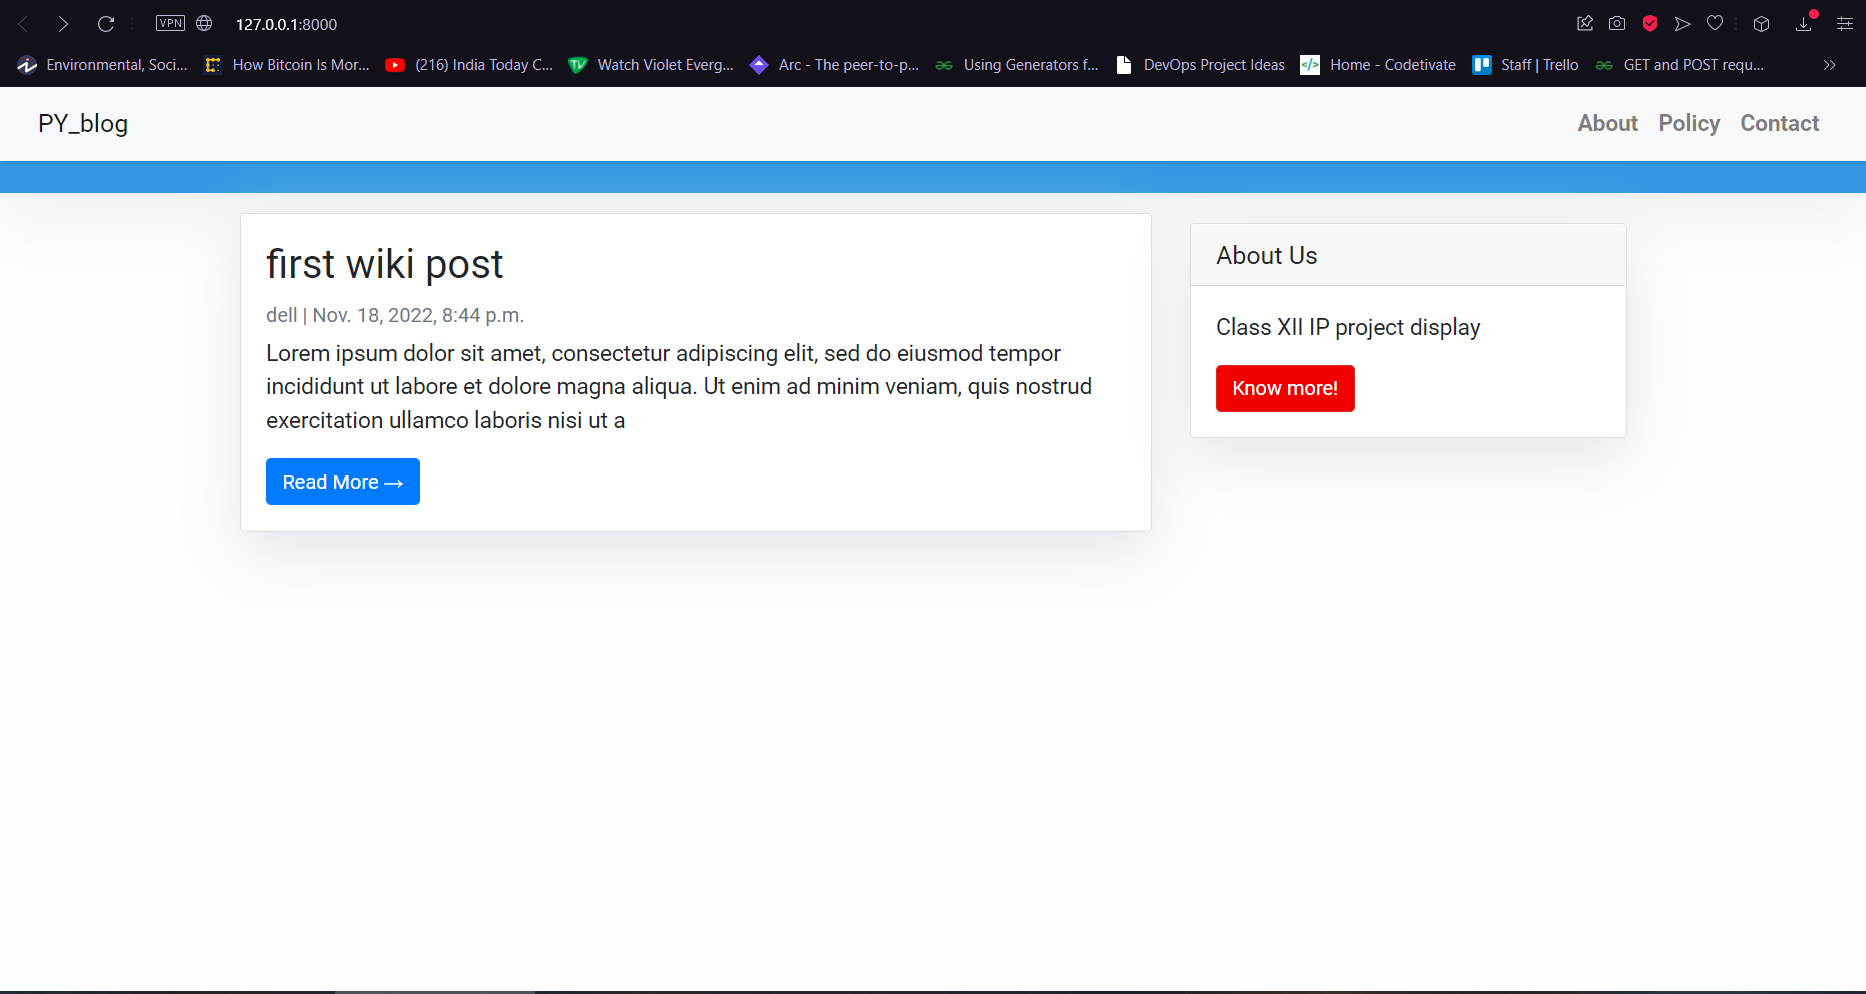 VPN
127.0.0.1:8000
Environmental, Soci...
How Bitcoin Is Mor...
(216) India Today C...
TV
Watch Violet Everg...
Arc - The peer-to-p...
Using Generators f...
DevOps Project Ideas
</>
Home - Codetivate
Staff | Trello
GET and POST requ...
PY_blog
About
Policy
Contact
first wiki post
dell | Nov. 18, 2022, 8:44 p.m.
Lorem ipsum dolor sit amet, consectetur adipiscing elit, sed do eiusmod tempor
incididunt ut labore et dolore magna aliqua. Ut enim ad minim veniam, quis nostrud
exercitation ullamco laboris nisi ut a
Read More →
About Us
Class XII IP project display
Know more!